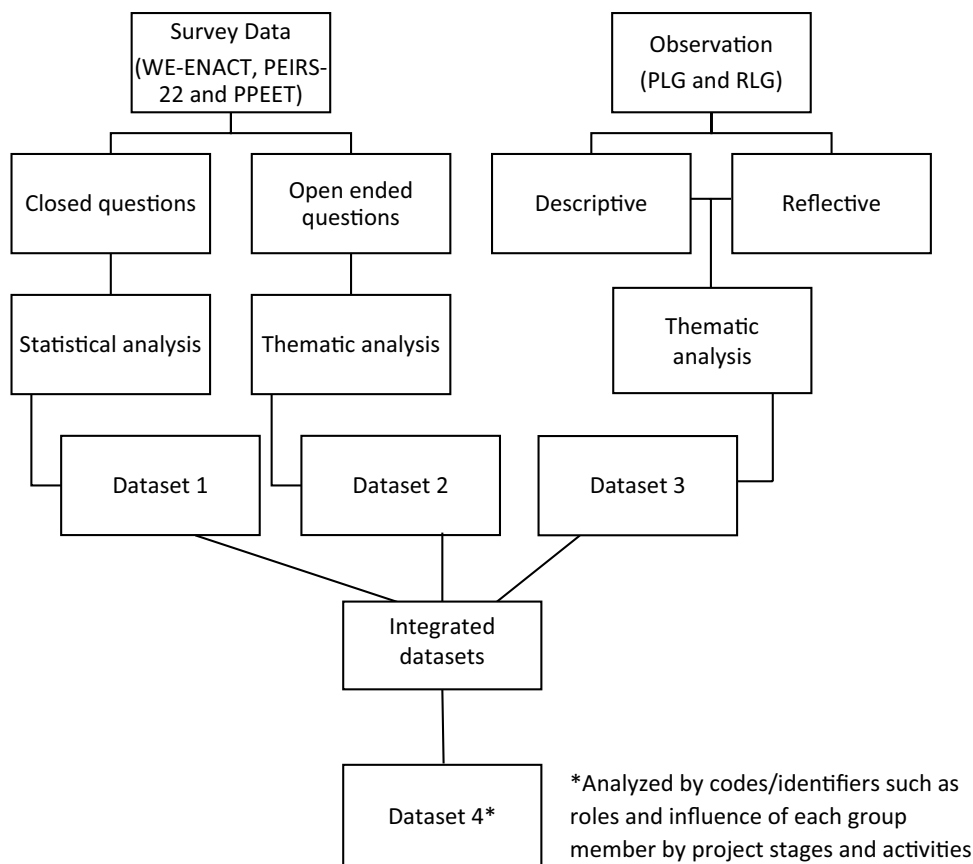 Survey Data
(WE-ENACT, PEIRS-
22 and PPEET)
Observation
(PLG and RLG)
Closed questions
Open ended
questions
Descriptive
Reflective
Statistical analysis
Thematic analysis
Thematic
analysis
Dataset 1
Dataset 2
Dataset 3
Integrated
datasets
Dataset 4*
*Analyzed by codes/identifiers such as
roles and influence of each group
member by project stages and activities